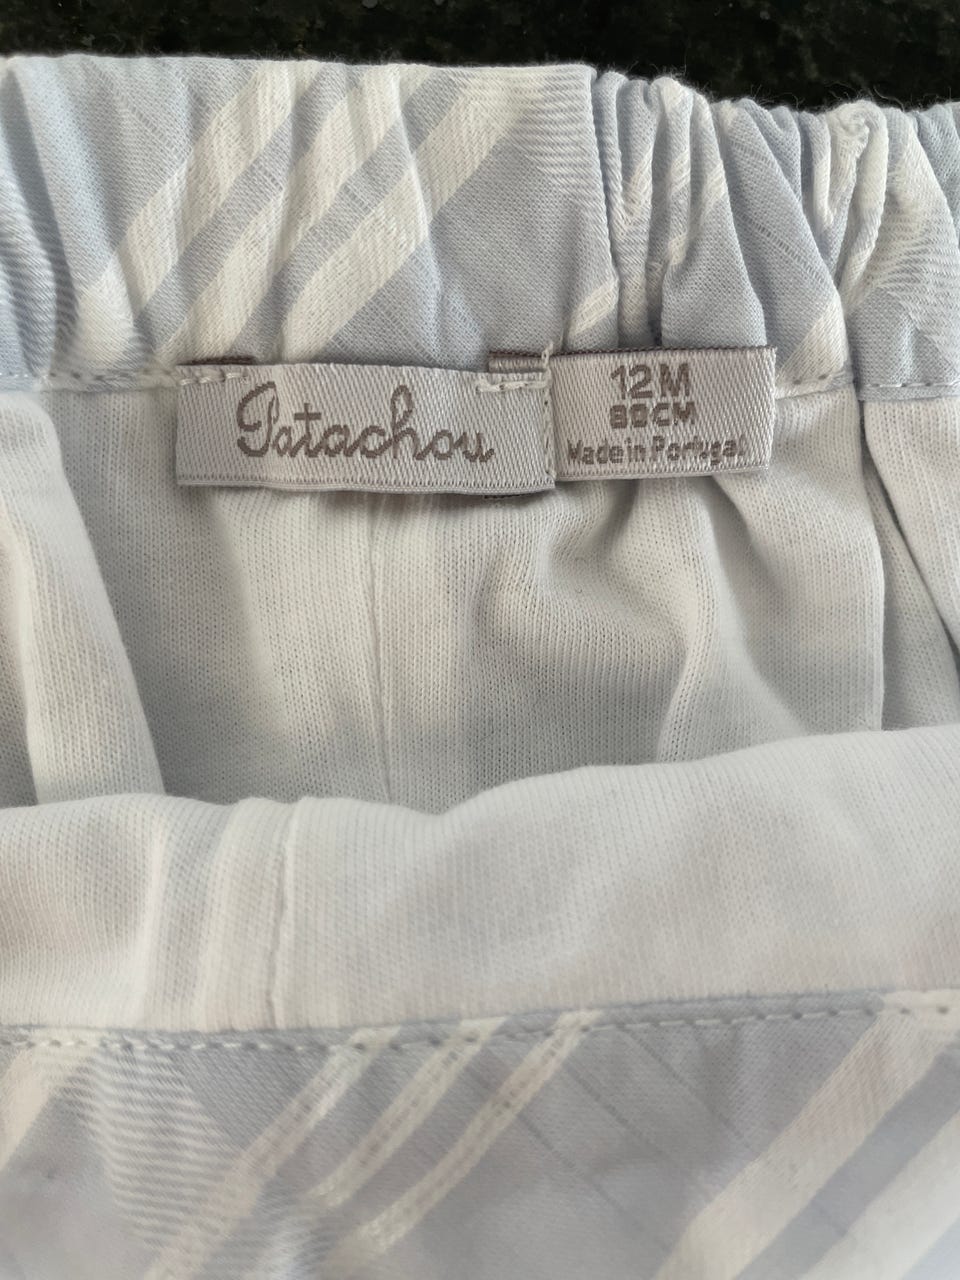 Patachou
12M
80CM
Made in Portugal